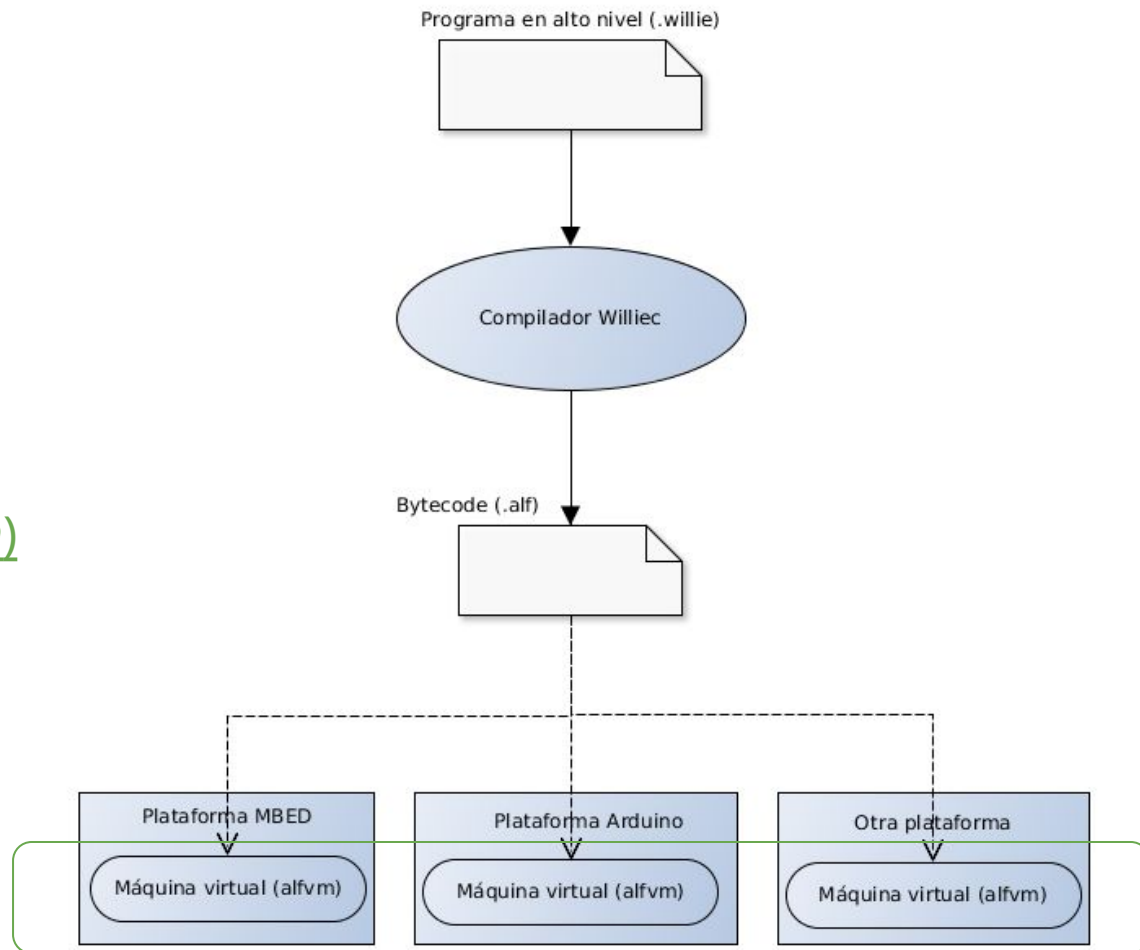 Programa en alto nivel (.willie)
Compilador Williec
Bytecode (.alf)
)
Plataforma MBED
Plataforma Arduino
Otra plataforma
Máquina virtual (alfvm)
Máquina virtual (alfvm)
Máquina virtual (alfvm)